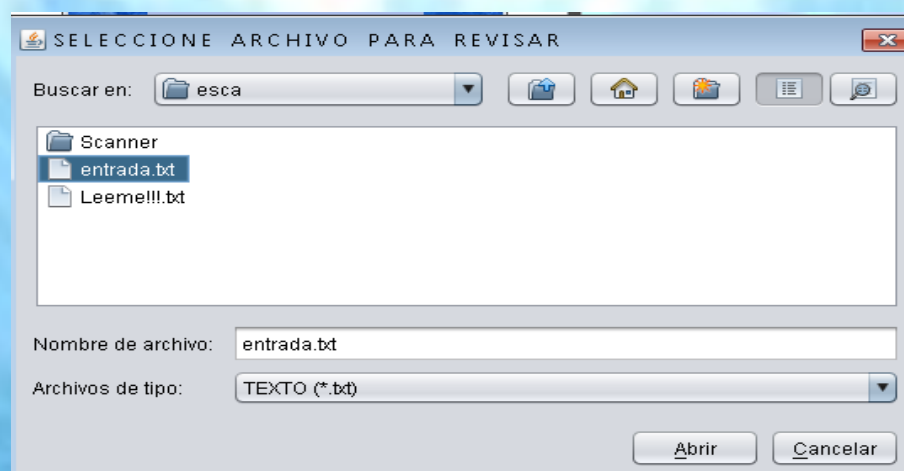 SELECCIONE ARCHIVO PARA REVISAR
Buscar en: esca
Scanner
entrada.txt
Leeme!!!.txt
Nombre de archivo: entrada.txt
Archivos de tipo: TEXTO (*.txt)
Abrir Cancelar